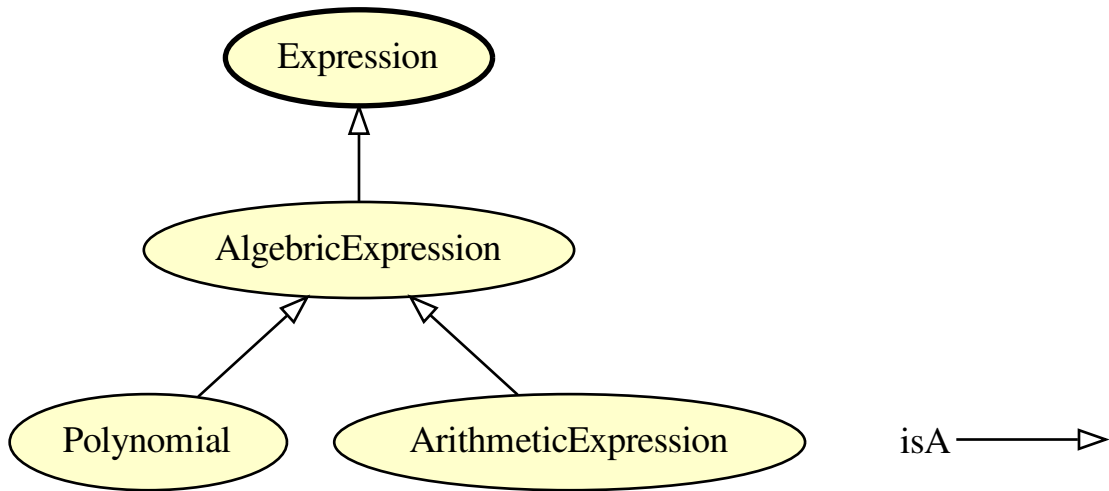 Expression
AlgebricExpression
Polynomial
ArithmeticExpression
isA